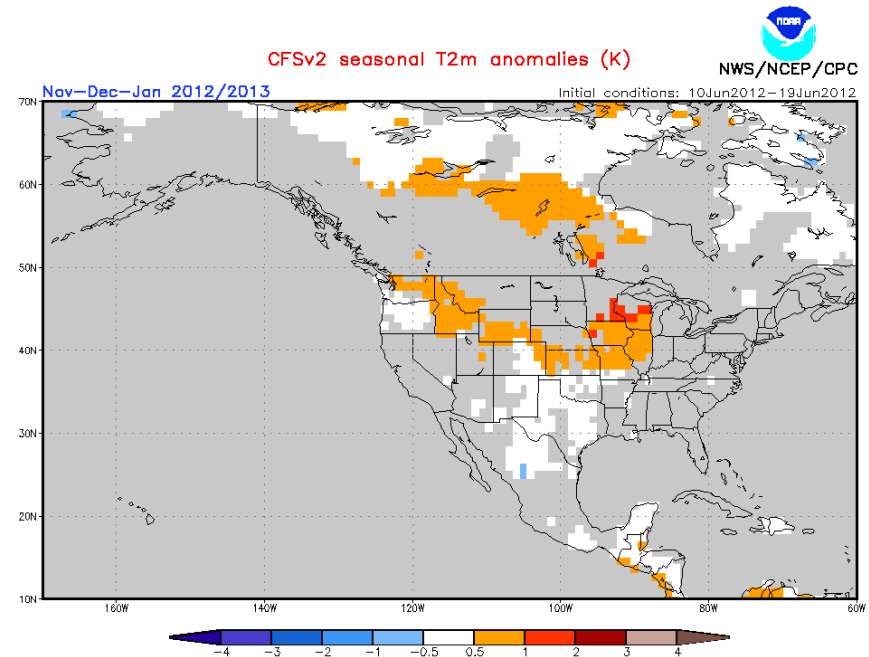 NOAA
CFSv2 seasonal T2m anomalies (K)
NWS/NCEP/CPC
Nov-Dec-Jan 2012/2013
Initial conditions: 10Jun2012-19Jun2012
70N
60N
50N
40N
30N
20N
10N
160W 140W 120W 100W 80W 60W
-4 -3 -2 -1 -0.5 0.5 1 2 3 4